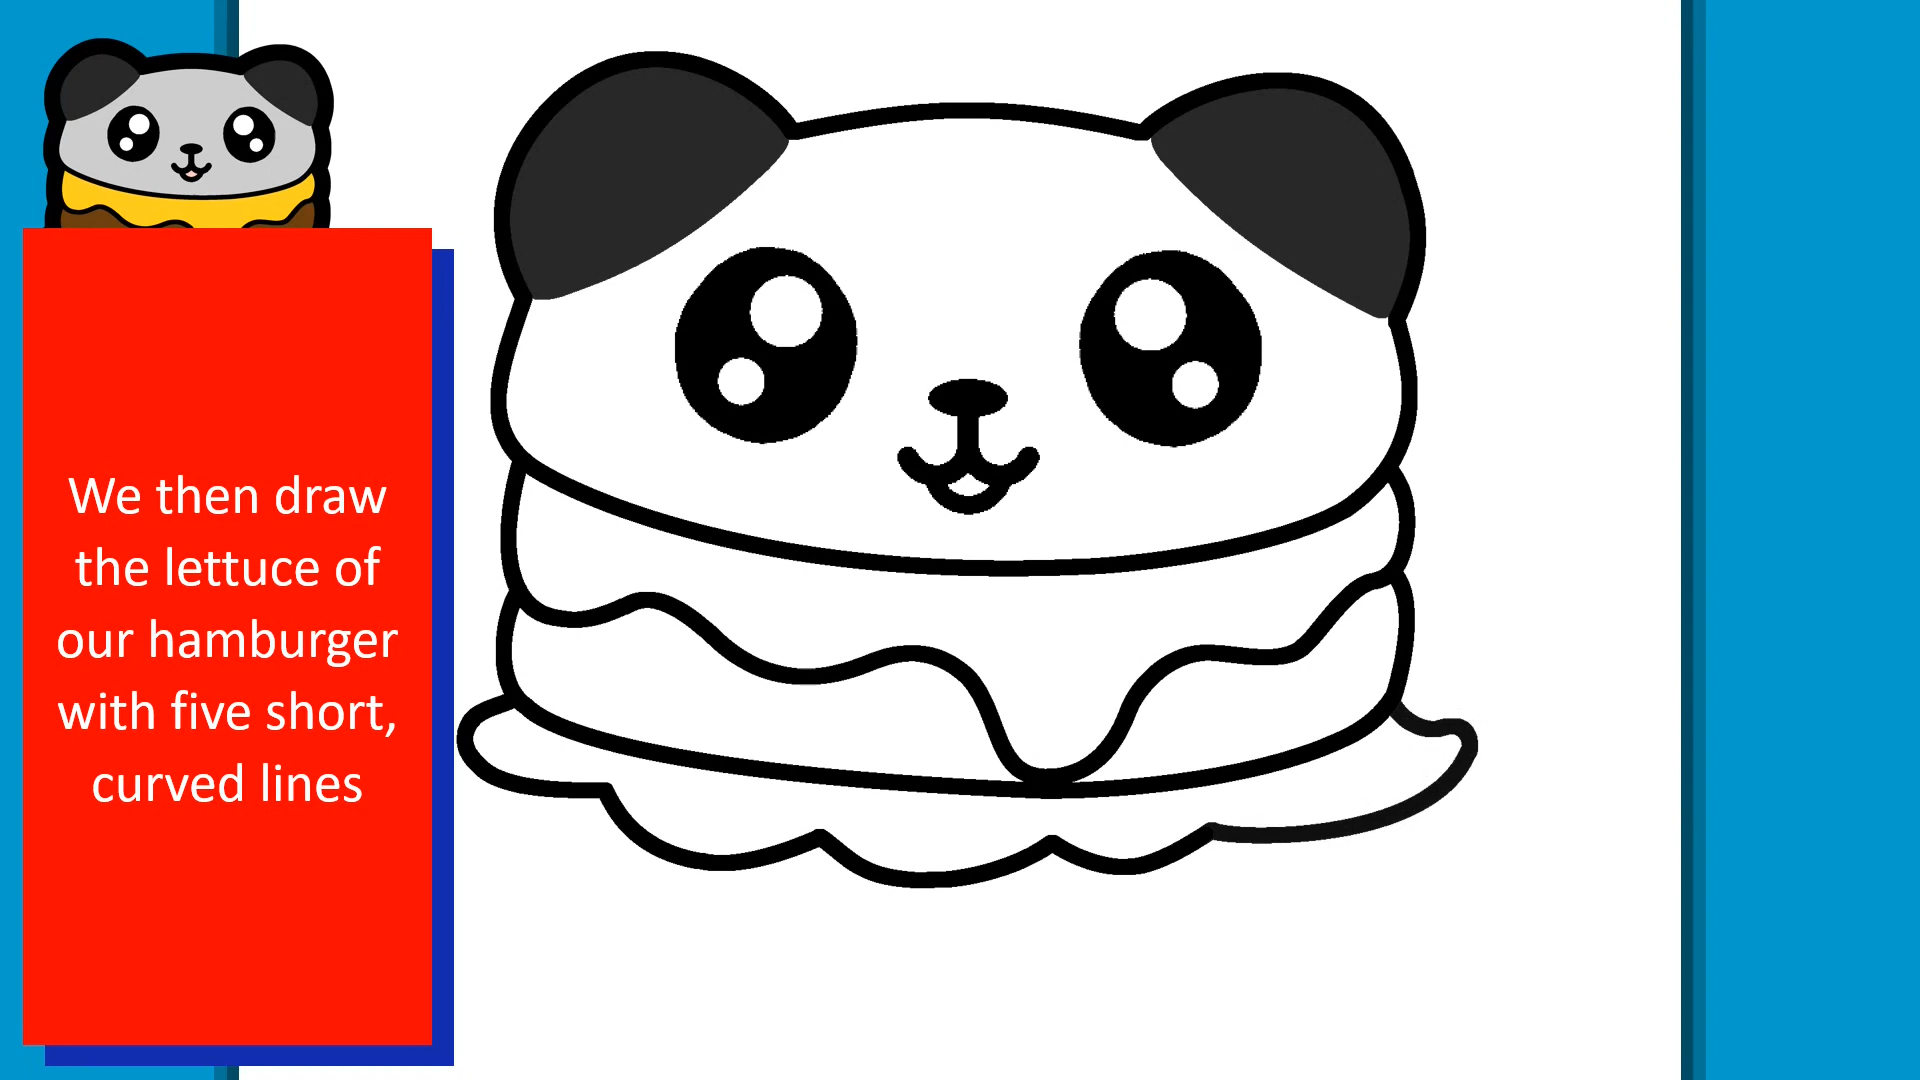 We then draw
the lettuce of
our hamburger
with five short,
curved lines